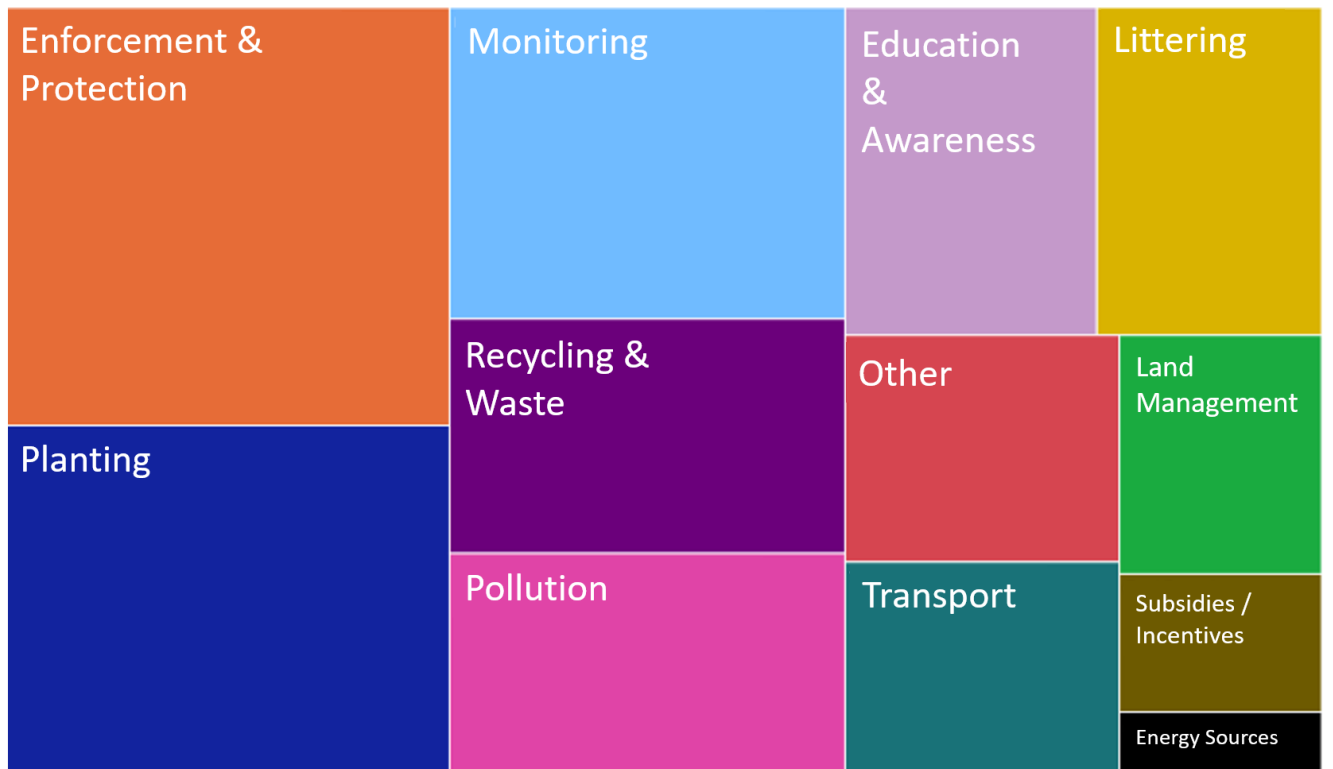 Enforcement &
Protection
Planting
Monitoring
Recycling &
Waste
Pollution
Education
&
Awareness
Littering
Other
Land
Management
Transport
Subsidies /
Incentives
Energy Sources